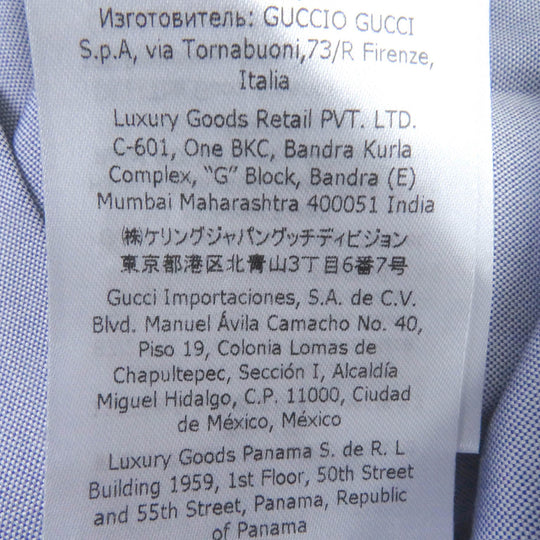 Изготовитель: GUCCIO GUCCI
S.p.A, via Tornabuoni,73/R Firenze,
Italia
Luxury Goods Retail PVT. LTD.
C-601, One BKC, Bandra Kurla
Complex, “G” Block, Bandra (E)
Mumbai Maharashtra 400051 India
㈱ケリングジャパングッチディビジョン
東京都港区北青山3丁目6番7号
Gucci Importaciones, S.A. de C.V.
Blvd. Manuel Ávila Camacho No. 40,
Piso 19, Colonia Lomas de
Chapultepec, Sección I, Alcaldía
Miguel Hidalgo, C.P. 11000, Ciudad
de México, México
Luxury Goods Panama S. de R. L
Building 1959, 1st Floor, 50th Street
and 55th Street, Panama, Republic
of Panama